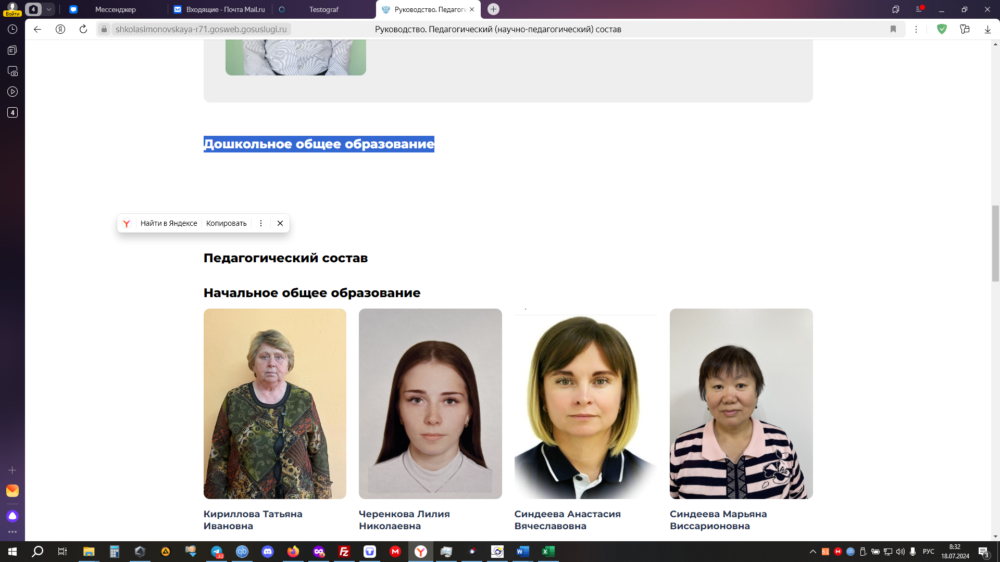 Войти
4
Мессенджер
Входящие - Почта Mail.ru
Testograf
Руководство. Педагоги
shkolasimonovskaya-r71.gosweb.gosuslugi.ru
Руководство. Педагогический (научно-педагогический) состав
4
Дошкольное общее образование
Найти в Яндексе
Копировать
Педагогический состав
Начальное общее образование
Кириллова Татьяна
Ивановна
Черенкова Лилия
Николаевна
Синдеева Анастасия
Вячеславовна
Синдеева Марьяна
Виссарионовна
32
qb
61
РУС
8:32
18.07.2024
3